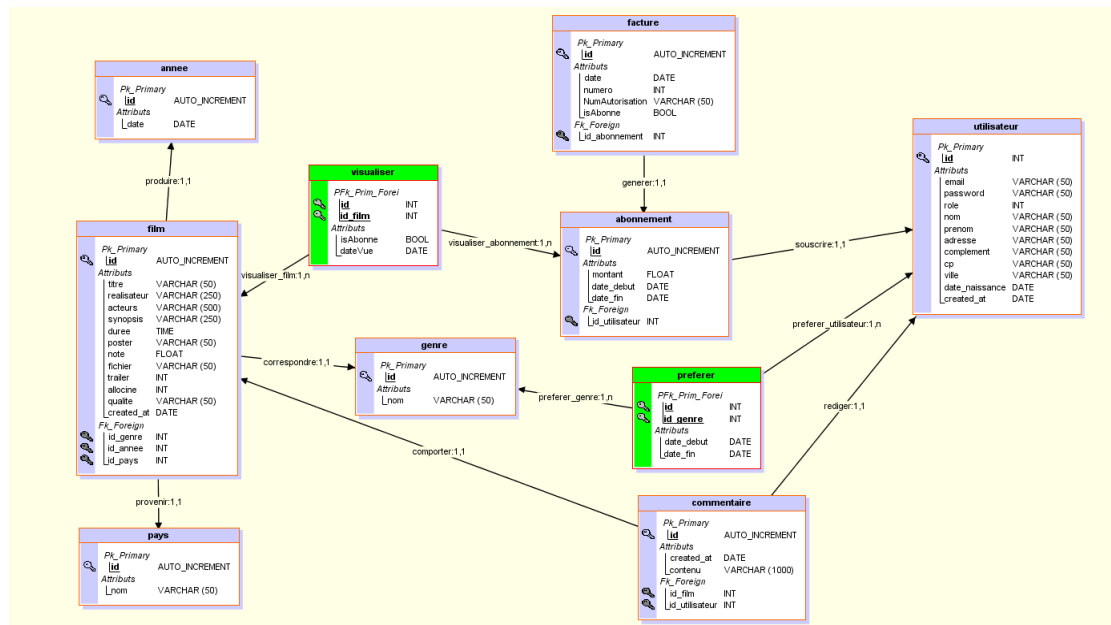 facture
Pk_Primary
id AUTO_INCREMENT
Attributs
date DATE
numero INT
NumAutorisation VARCHAR (50)
isAbonne BOOL
Fk_Foreign
id_abonnement INT
annee
Pk_Primary
id AUTO_INCREMENT
Attributs
date DATE
utilisateur
Pk_Primary
id INT
Attributs
email VARCHAR (50)
password VARCHAR (50)
role INT
nom VARCHAR (50)
prenom VARCHAR (50)
adresse VARCHAR (50)
complement VARCHAR (50)
cp VARCHAR (50)
ville VARCHAR (50)
date_naissance DATE
created_at DATE
produire:1,1
visualiser
PFk_Prim_Forei
id INT
id_film INT
Attributs
isAbonne BOOL
dateVue DATE
generer:1,1
visualiser_abonnement:1,n
visualiser_film:1,n
abonnement
Pk_Primary
id AUTO_INCREMENT
Attributs
montant FLOAT
date_debut DATE
date_fin DATE
Fk_Foreign
id_utilisateur INT
souscrire:1,1
film
Pk_Primary
id AUTO_INCREMENT
Attributs
titre VARCHAR (50)
realisateur VARCHAR (250)
acteurs VARCHAR (500)
synopsis VARCHAR (250)
duree TIME
poster VARCHAR (50)
note FLOAT
fichier VARCHAR (50)
trailer INT
allocine INT
qualite VARCHAR (50)
created_at DATE
Fk_Foreign
id_genre INT
id_annee INT
id_pays INT
preferer_utilisateur:1,n
correspondre:1,1
genre
Pk_Primary
id AUTO_INCREMENT
Attributs
nom VARCHAR (50)
preferer_genre:1,n
preferer
PFk_Prim_Forei
id INT
id_genre INT
Attributs
date_debut DATE
date_fin DATE
rediger:1,1
comporter:1,1
provenir:1,1
commentaire
Pk_Primary
id AUTO_INCREMENT
Attributs
created_at DATE
contenu VARCHAR (1000)
Fk_Foreign
id_film INT
id_utilisateur INT
pays
Pk_Primary
id AUTO_INCREMENT
Attributs
nom VARCHAR (50)